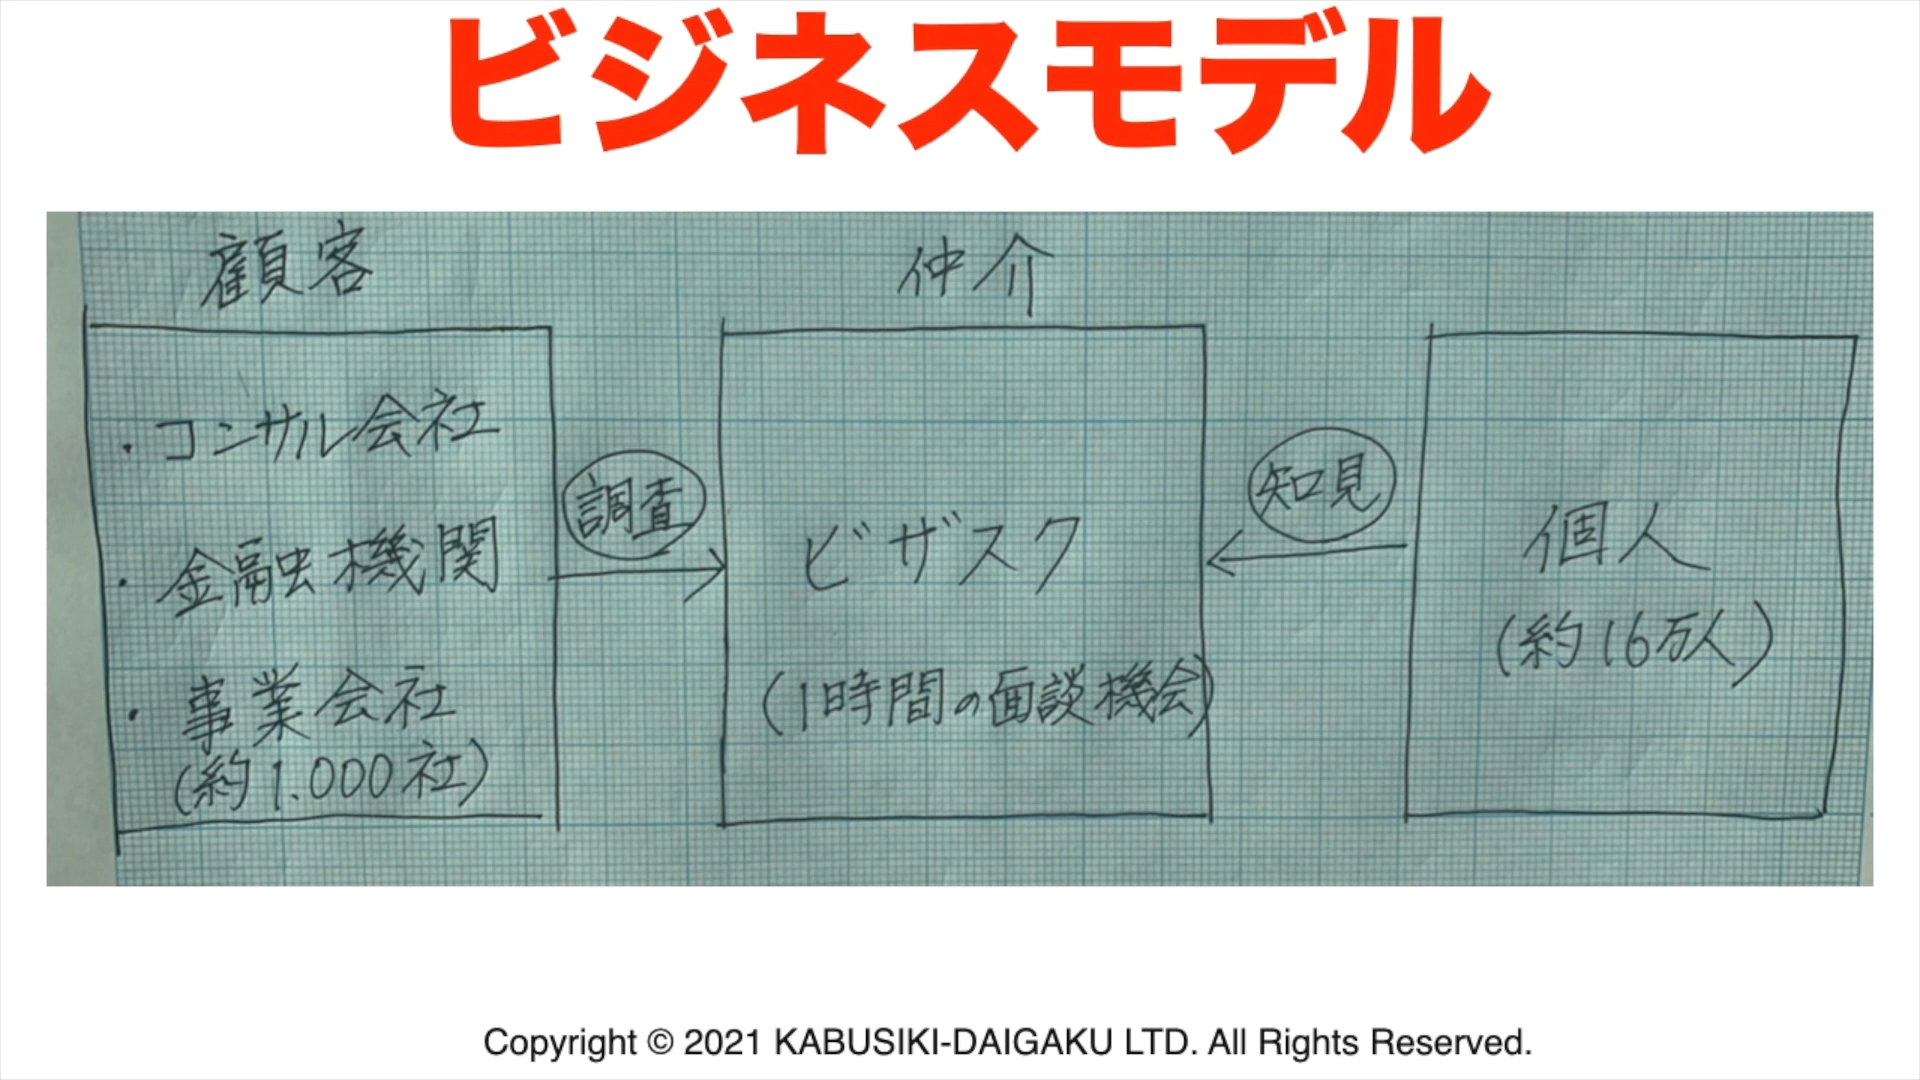 ビジネスモデル
顧客
・コンサル会社
・金融機関
・事業会社
(約1.000社)
調査
仲介
ビザスク
(1時間の面談機会)
知見
個人
(約16万人)
Copyright © 2021 KABUSIKI-DAIGAKU LTD. All Rights Reserved.